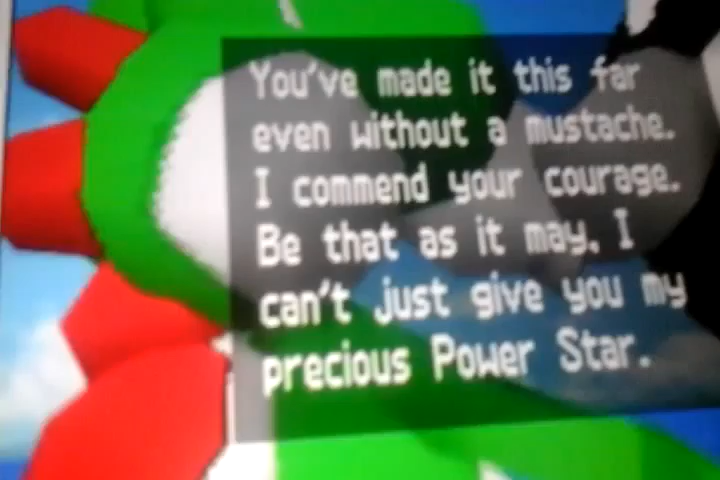 You've made it this far
even without a mustache.
I commend your courage.
Be that as it may, I
can't just give you my
precious Power Star.